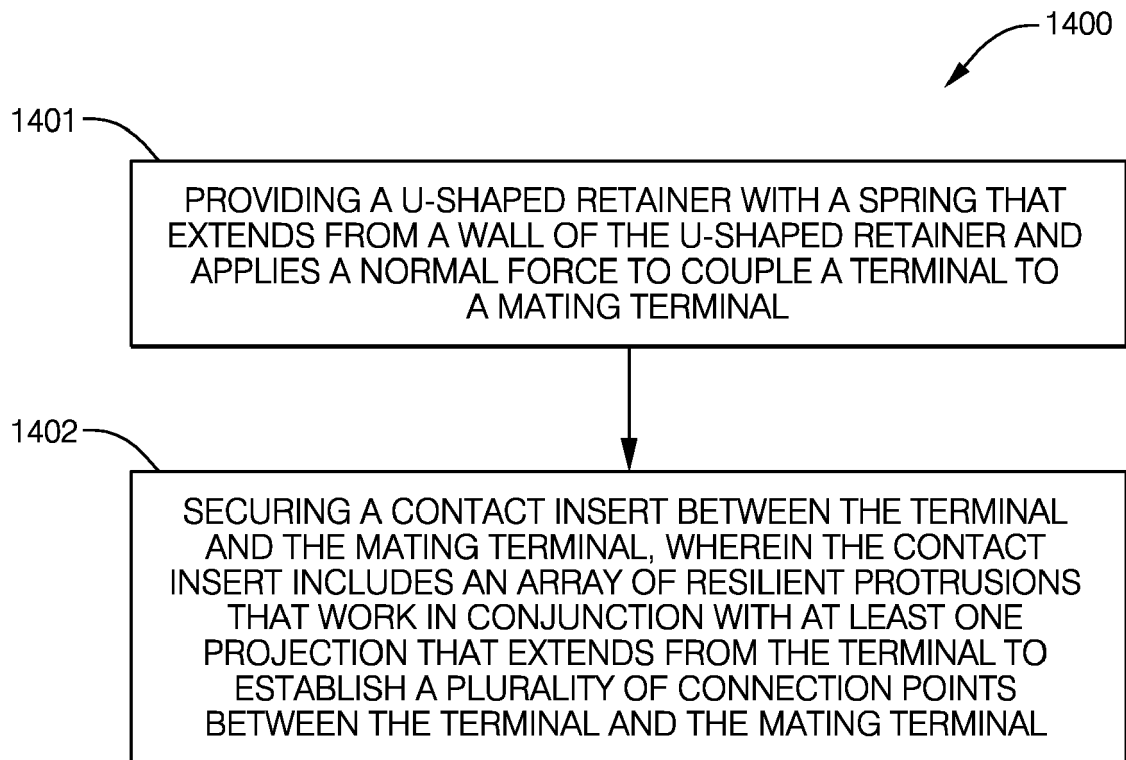 1400
1401
PROVIDING A U-SHAPED RETAINER WITH A SPRING THAT
EXTENDS FROM A WALL OF THE U-SHAPED RETAINER AND
APPLIES A NORMAL FORCE TO COUPLE A TERMINAL TO
A MATING TERMINAL
1402
SECURING A CONTACT INSERT BETWEEN THE TERMINAL
AND THE MATING TERMINAL, WHEREIN THE CONTACT
INSERT INCLUDES AN ARRAY OF RESILIENT PROTRUSIONS
THAT WORK IN CONJUNCTION WITH AT LEAST ONE
PROJECTION THAT EXTENDS FROM THE TERMINAL TO
ESTABLISH A PLURALITY OF CONNECTION POINTS
BETWEEN THE TERMINAL AND THE MATING TERMINAL